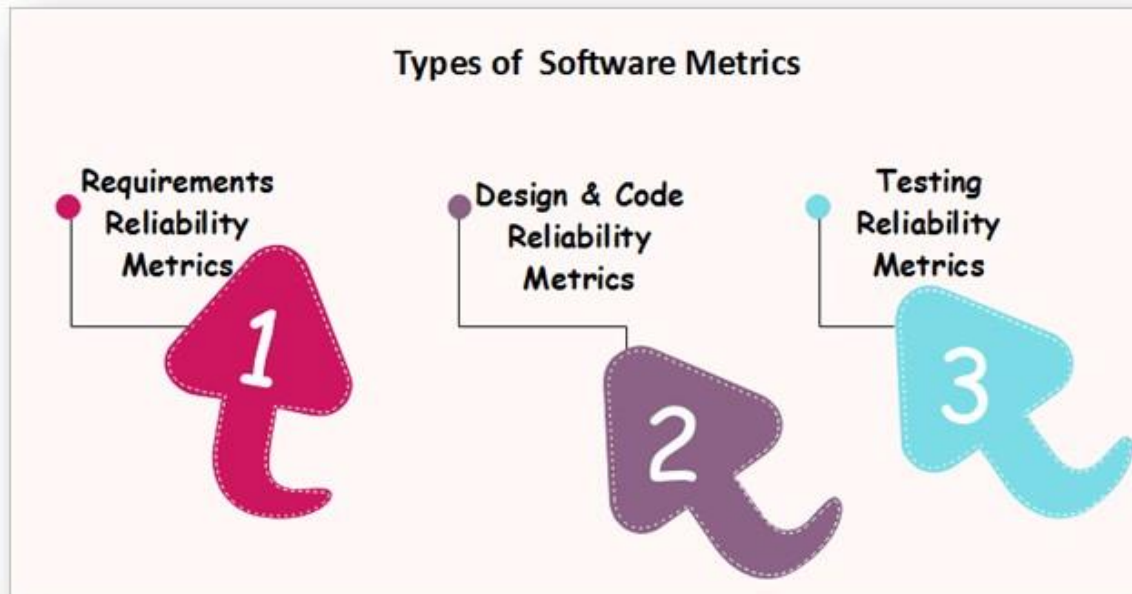 Types of Software Metrics
Requirements
Reliability
Metrics
1
Design & Code
Reliability
Metrics
2
Testing
Reliability
Metrics
3